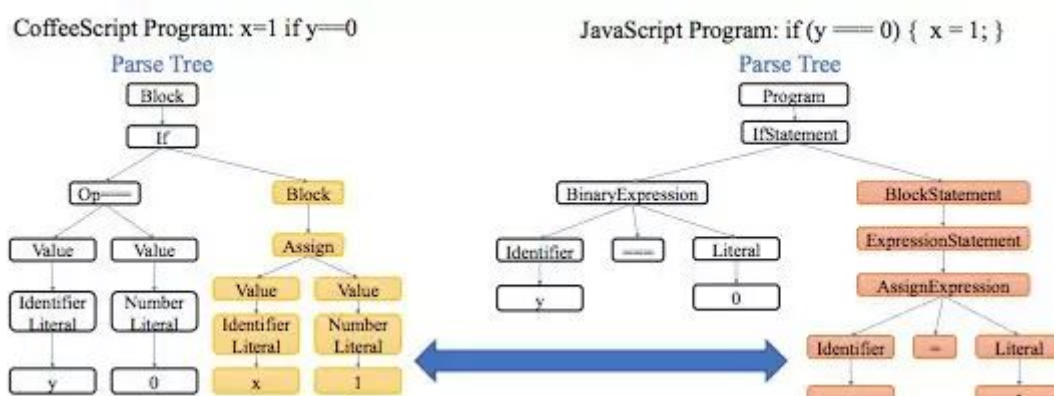 CoffeeScript Program: x=1 if y==0
JavaScript Program: if (y === 0) { x = 1; }
Parse Tree
Parse Tree
Block
Program
If
IfStatement
Op===
Block
BinaryExpression
BlockStatement
Value
Value
Assign
Identifier
===
Literal
ExpressionStatement
Value
Value
y
0
AssignExpression
Identifier
Literal
Number
Literal
Identifier
Literal
Number
Literal
Identifier
=
Literal
y
0
x
1